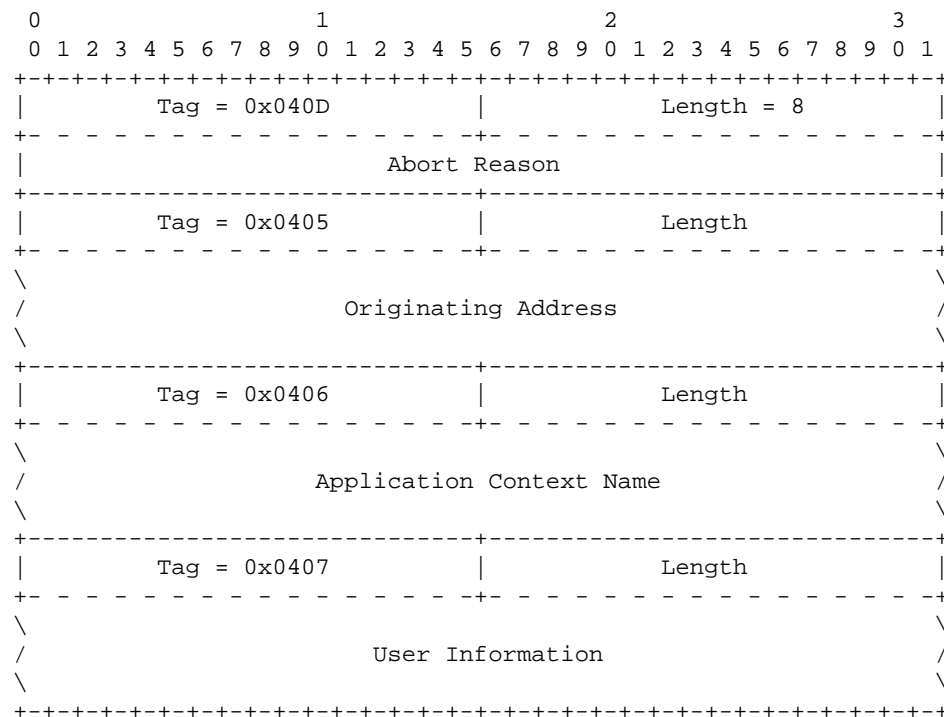 0                   1                   2                   3
0 1 2 3 4 5 6 7 8 9 0 1 2 3 4 5 6 7 8 9 0 1 2 3 4 5 6 7 8 9 0 1
+-+-+-+-+-+-+-+-+-+-+-+-+-+-+-+-+-+-+-+-+-+-+-+-+-+-+-+-+-+-+-+-+
|         Tag = 0x040D          |            Length = 8         |
+- - - - - - - - - - - - - - - -+- - - - - - - - - - - - - - - -+
|                         Abort Reason                          |
+-------------------------------+-------------------------------+
|         Tag = 0x0405          |            Length             |
+- - - - - - - - - - - - - - - -+- - - - - - - - - - - - - - - -+
\                                                               \
/                      Originating Address                      /
\                                                               \
+-------------------------------+-------------------------------+
|         Tag = 0x0406          |            Length             |
+- - - - - - - - - - - - - - - -+- - - - - - - - - - - - - - - -+
\                                                               \
/                    Application Context Name                   /
\                                                               \
+-------------------------------+-------------------------------+
|         Tag = 0x0407          |            Length             |
+- - - - - - - - - - - - - - - -+- - - - - - - - - - - - - - - -+
\                                                               \
/                        User Information                       /
\                                                               \
+-+-+-+-+-+-+-+-+-+-+-+-+-+-+-+-+-+-+-+-+-+-+-+-+-+-+-+-+-+-+-+-+